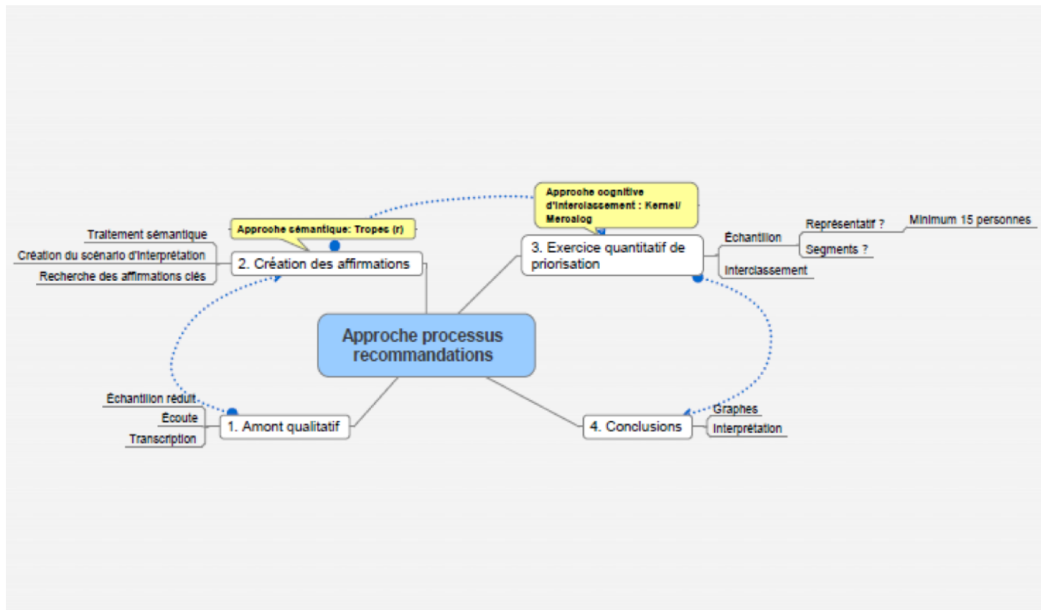 Approche processus
recommandations
1. Amont qualitatif
Échantillon réduit
Écoute
Transcription
Approche sémantique: Tropes (r)
2. Création des affirmations
Traitement sémantique
Création du scénario d'interprétation
Recherche des affirmations clés
Approche cognitive
d'interclassement : Kernel/
Meroalog
3. Exercice quantitatif de
priorisation
Échantillon
Représentatif ?
Minimum 15 personnes
Segments ?
Interclassement
4. Conclusions
Graphes
Interprétation